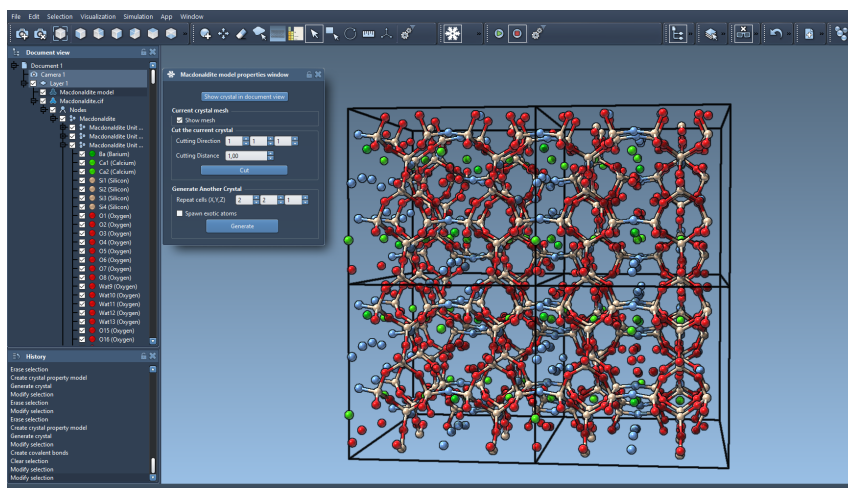 File Edit Selection Visualization Simulation App Window
Document view
Document 1
Camera 1
Layer 1
Macdonaldite model
Macdonaldite.cif
Nodes
Macdonaldite
Macdonaldite Unit ...
Macdonaldite Unit ...
Macdonaldite Unit ...
Ba (Barium)
Ca1 (Calcium)
Ca2 (Calcium)
Si1 (Silicon)
Si2 (Silicon)
Si3 (Silicon)
Si4 (Silicon)
O1 (Oxygen)
O2 (Oxygen)
O3 (Oxygen)
O4 (Oxygen)
O5 (Oxygen)
O6 (Oxygen)
O7 (Oxygen)
O8 (Oxygen)
Wat9 (Oxygen)
Wat10 (Oxygen)
Wat11 (Oxygen)
Wat12 (Oxygen)
Wat13 (Oxygen)
O15 (Oxygen)
O16 (Oxygen)
History
Erase selection
Create crystal property model
Generate crystal
Modify selection
Erase selection
Modify selection
Erase selection
Create crystal property model
Generate crystal
Modify selection
Create covalent bonds
Clear selection
Modify selection
Modify selection
Macdonaldite model properties window
Show crystal in document view
Current crystal mesh
Show mesh
Cut the current crystal
Cutting Direction 1 1 1
Cutting Distance 1,00
Cut
Generate Another Crystal
Repeat cells (X,Y,Z) 2 2 1
Spawn exotic atoms
Generate